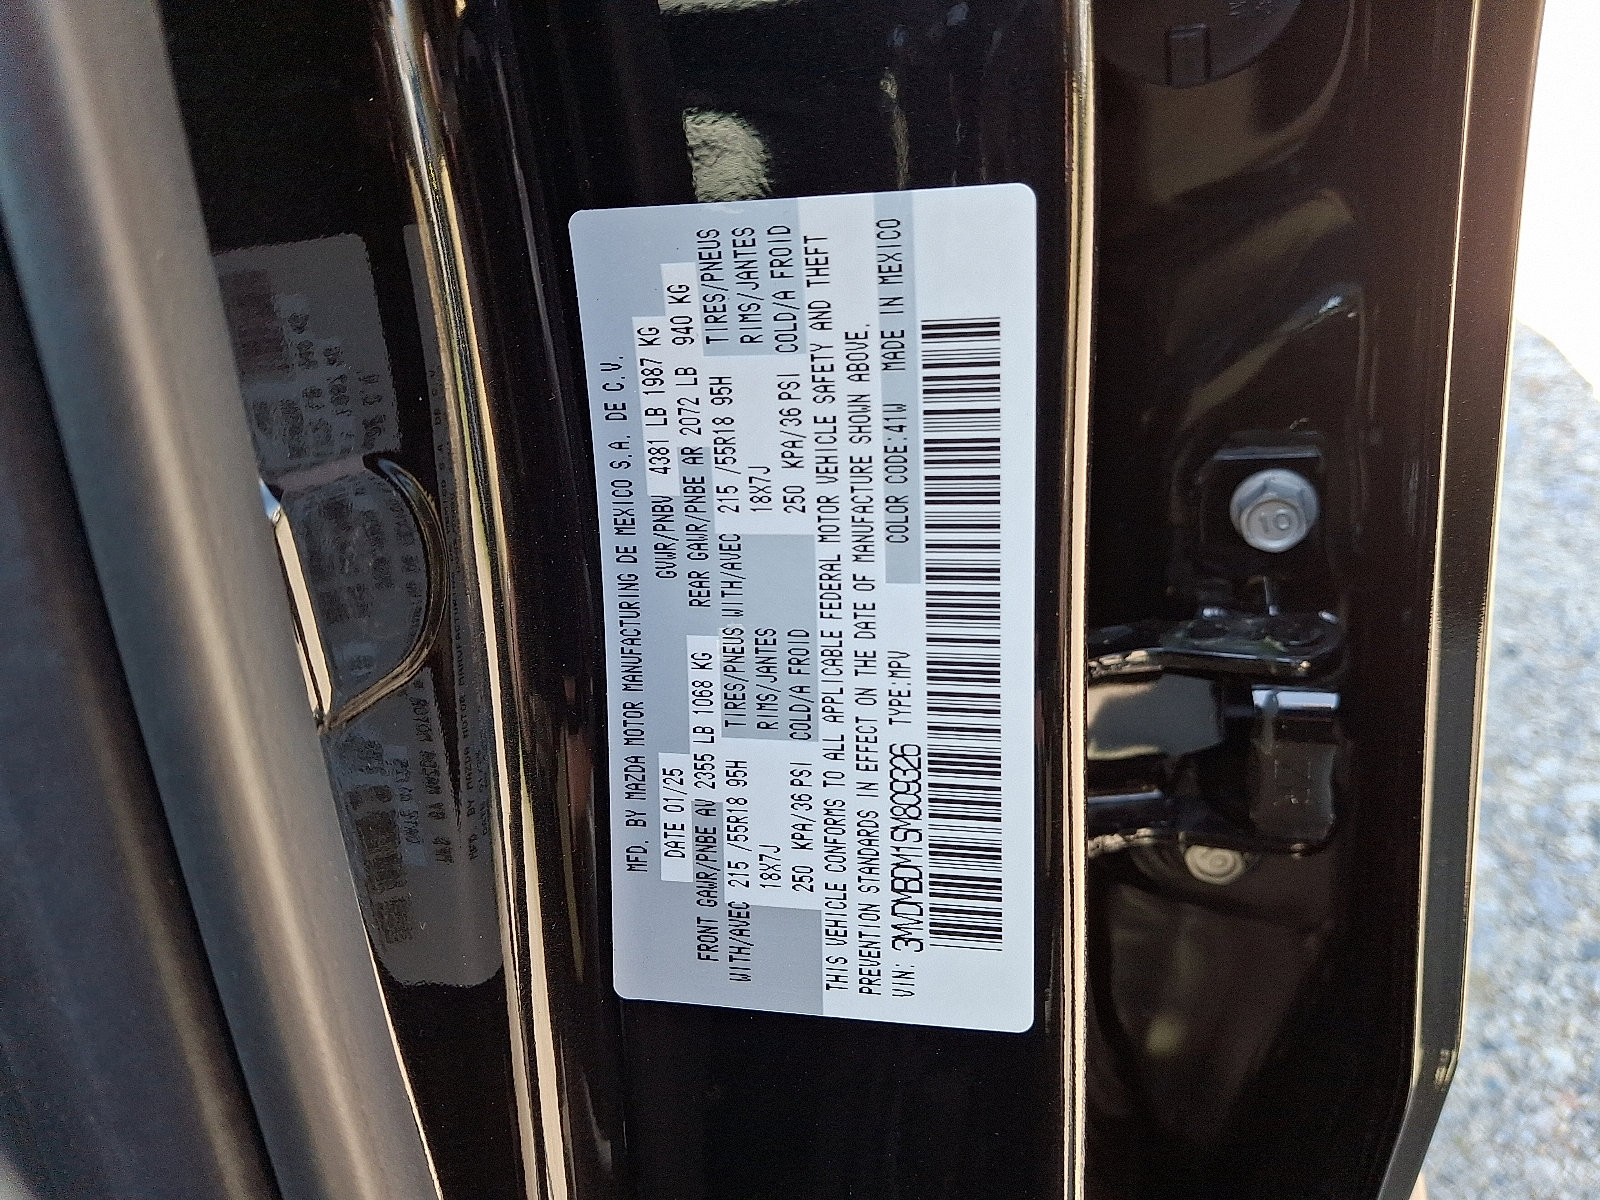 MFD. BY MAZDA MOTOR MANUFACTURING DE MEXICO S.A. DE C.V.
DATE 01/25 GVWR/PNBV 4381 LB 1987 KG
FRONT GAWR/PNBE AV 2355 LB 1068 KG REAR GAWR/PNBE AR 2072 LB 940 KG
WITH/AVEC 215 /55R18 95H TIRES/PNEUS WITH/AVEC 215 /55R18 95H TIRES/PNEUS
18X7J RIMS/JANTES 18X7J RIMS/JANTES
250 KPA/36 PSI COLD/A FROID 250 KPA/36 PSI COLD/A FROID
THIS VEHICLE CONFORMS TO ALL APPLICABLE FEDERAL MOTOR VEHICLE SAFETY AND THEFT
PREVENTION STANDARDS IN EFFECT ON THE DATE OF MANUFACTURE SHOWN ABOVE.
VIN: 3MVDMBDM1SM809326 TYPE:MPV COLOR CODE:41W MADE IN MEXICO
10